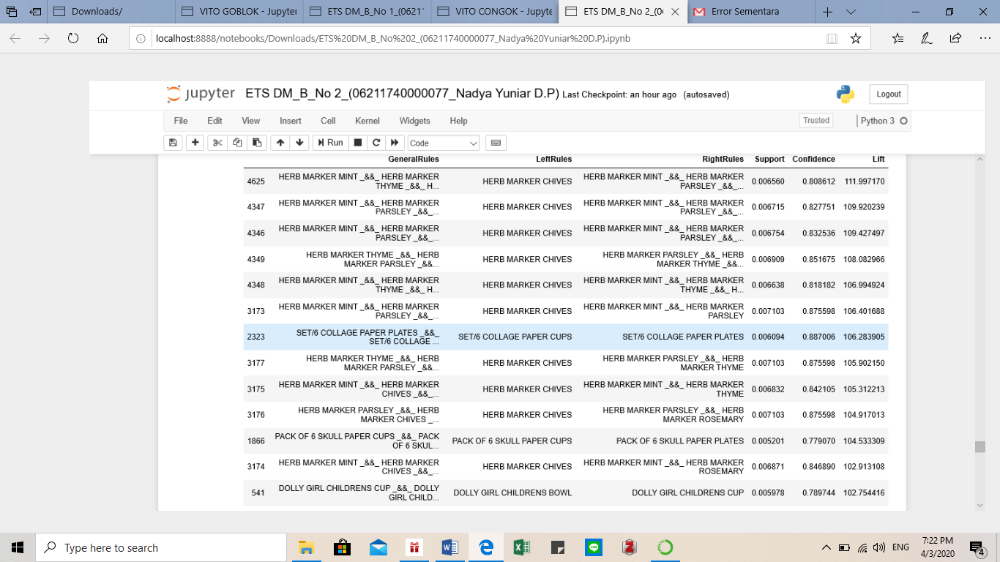 Downloads/
VITO GOBLOK - Jupyter
ETS DM_B_No 1_(0621
VITO CONGOK - Jupyte
ETS DM_B_No 2_(0
Error Sementara
localhost:8888/notebooks/Downloads/ETS%20DM_B_No%202_(06211740000077_Nadya%20Yuniar%20D.P).ipynb
jupyter ETS DM_B_No 2_(06211740000077_Nadya Yuniar D.P) Last Checkpoint: an hour ago (autosaved)
Logout
File Edit View Insert Cell Kernel Widgets Help
Trusted
Python 3
Run
Code
GeneralRules LeftRules RightRules Support Confidence Lift
4625 HERB MARKER MINT _&&_ HERB MARKER THYME _&&_ H... HERB MARKER CHIVES HERB MARKER MINT _&&_ HERB MARKER PARSLEY _&&_... 0.006560 0.808612 111.997170
4347 HERB MARKER MINT _&&_ HERB MARKER PARSLEY _&&_... HERB MARKER CHIVES HERB MARKER MINT _&&_ HERB MARKER PARSLEY _&&_... 0.006715 0.827751 109.920239
4346 HERB MARKER MINT _&&_ HERB MARKER PARSLEY _&&_... HERB MARKER CHIVES HERB MARKER MINT _&&_ HERB MARKER PARSLEY _&&_... 0.006754 0.832536 109.427497
4349 HERB MARKER THYME _&&_ HERB MARKER PARSLEY _&&... HERB MARKER CHIVES HERB MARKER PARSLEY _&&_ HERB MARKER THYME _&&... 0.006909 0.851675 108.082966
4348 HERB MARKER MINT _&&_ HERB MARKER THYME _&&_ H... HERB MARKER CHIVES HERB MARKER MINT _&&_ HERB MARKER THYME _&&_ H... 0.006638 0.818182 106.994924
3173 HERB MARKER MINT _&&_ HERB MARKER PARSLEY _&&_... HERB MARKER CHIVES HERB MARKER MINT _&&_ HERB MARKER PARSLEY 0.007103 0.875598 106.401688
2323 SET/6 COLLAGE PAPER PLATES _&&_ SET/6 COLLAGE ... SET/6 COLLAGE PAPER CUPS SET/6 COLLAGE PAPER PLATES 0.006094 0.887006 106.283905
3177 HERB MARKER THYME _&&_ HERB MARKER PARSLEY _&&... HERB MARKER CHIVES HERB MARKER PARSLEY _&&_ HERB MARKER THYME 0.007103 0.875598 105.902150
3175 HERB MARKER MINT _&&_ HERB MARKER CHIVES _&&_... HERB MARKER CHIVES HERB MARKER MINT _&&_ HERB MARKER THYME 0.006832 0.842105 105.312213
3176 HERB MARKER PARSLEY _&&_ HERB MARKER CHIVES _... HERB MARKER CHIVES HERB MARKER PARSLEY _&&_ HERB MARKER ROSEMARY 0.007103 0.875598 104.917013
1866 PACK OF 6 SKULL PAPER CUPS _&&_ PACK OF 6 SKUL... PACK OF 6 SKULL PAPER CUPS PACK OF 6 SKULL PAPER PLATES 0.005201 0.779070 104.533309
3174 HERB MARKER MINT _&&_ HERB MARKER CHIVES _&&_... HERB MARKER CHIVES HERB MARKER MINT _&&_ HERB MARKER ROSEMARY 0.006871 0.846890 102.913108
541 DOLLY GIRL CHILDRENS CUP _&&_ DOLLY GIRL CHILD... DOLLY GIRL CHILDRENS BOWL DOLLY GIRL CHILDRENS CUP 0.005978 0.789744 102.754416
Type here to search
ENG
7:22 PM
4/3/2020
4